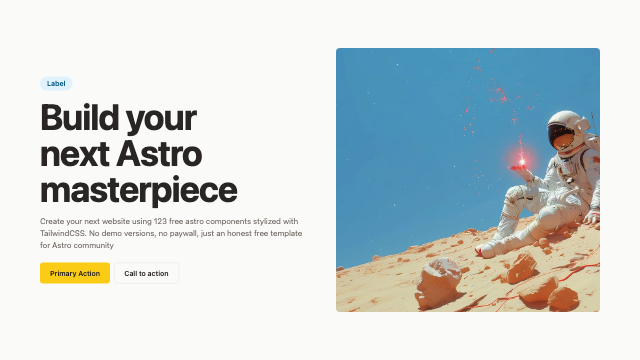 Label
Build your
next Astro
masterpiece
Create your next website using 123 free astro components stylized with
TailwindCSS. No demo versions, no paywall, just an honest free template
for Astro community
Primary Action
Call to action